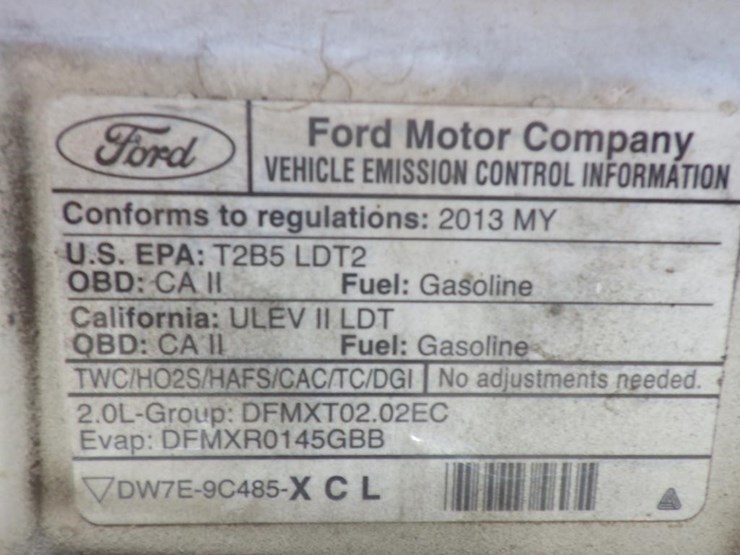 Ford
Ford Motor Company
VEHICLE EMISSION CONTROL INFORMATION
Conforms to regulations: 2013 MY
U.S. EPA: T2B5 LDT2
OBD: CA II Fuel: Gasoline
California: ULEV II LDT
OBD: CA II Fuel: Gasoline
TWC/HO2S/HAFS/CAC/TC/DGI No adjustments needed.
2.0L-Group: DFMXT02.02EC
Evap: DFMXR0145GBB
DW7E-9C485-X C L